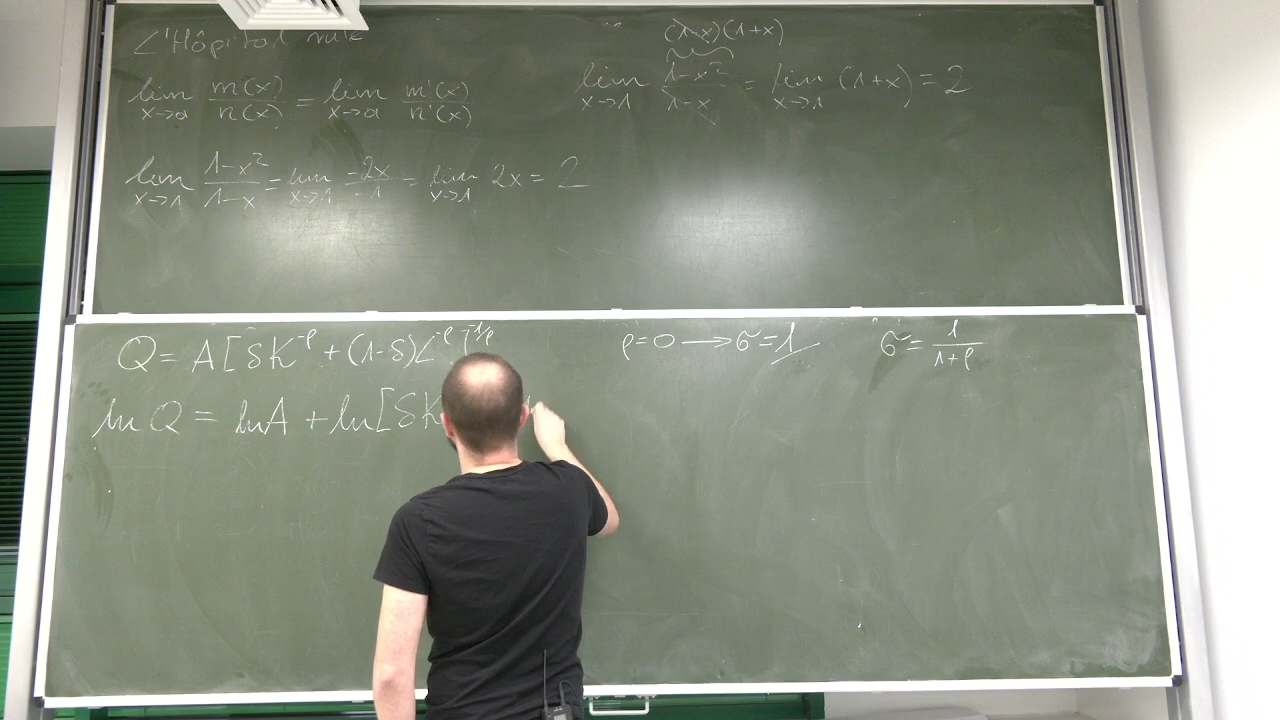 L'Hôpital rule
lim x→a m(x)/n(x) = lim x→a m'(x)/n'(x)
lim x→1 1-x²/1-x = lim x→1 -2x/-1 = lim x→1 2x = 2
(1-x)(1+x)
lim x→1 1-x²/1-x = lim x→1 (1+x) = 2
Q = A[δK^-ρ + (1-δ)L^-ρ]^-1/ρ
ρ=0 → σ=1
σ = 1/1+ρ
ln Q = ln A + ln[δK